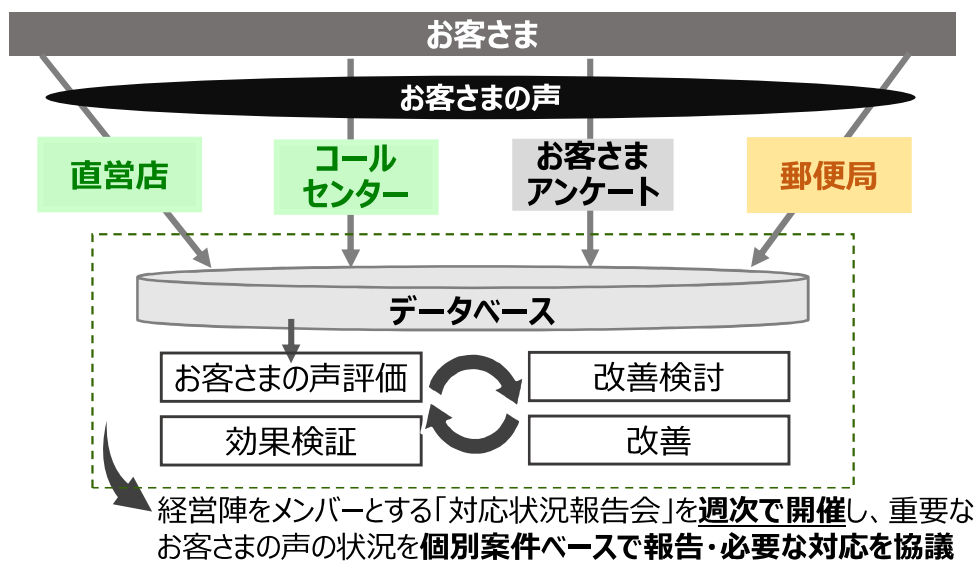 お客さま
お客さまの声
直営店
コール
センター
お客さま
アンケート
郵便局
データベース
お客さまの声評価
改善検討
効果検証
改善
経営陣をメンバーとする「対応状況報告会」を週次で開催し、重要な
お客さまの声の状況を個別案件ベースで報告・必要な対応を協議